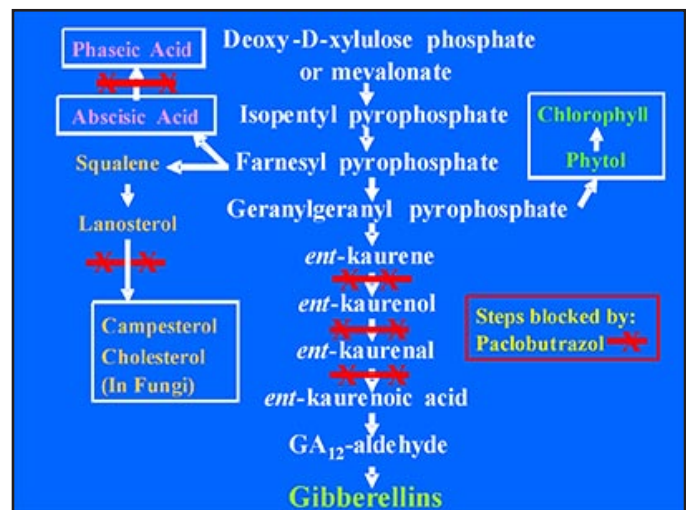 Phaseic Acid
Abscisic Acid
Squalene
Lanosterol
Campesterol
Cholesterol
(In Fungi)
Deoxy-D-xylulose phosphate
or mevalonate
Isopentyl pyrophosphate
Farnesyl pyrophosphate
Geranylgeranyl pyrophosphate
ent-kaurene
ent-kaurenol
ent-kaurenal
ent-kaurenoic acid
GA12-aldehyde
Gibberellins
Chlorophyll
Phytol
Steps blocked by:
Paclobutrazol